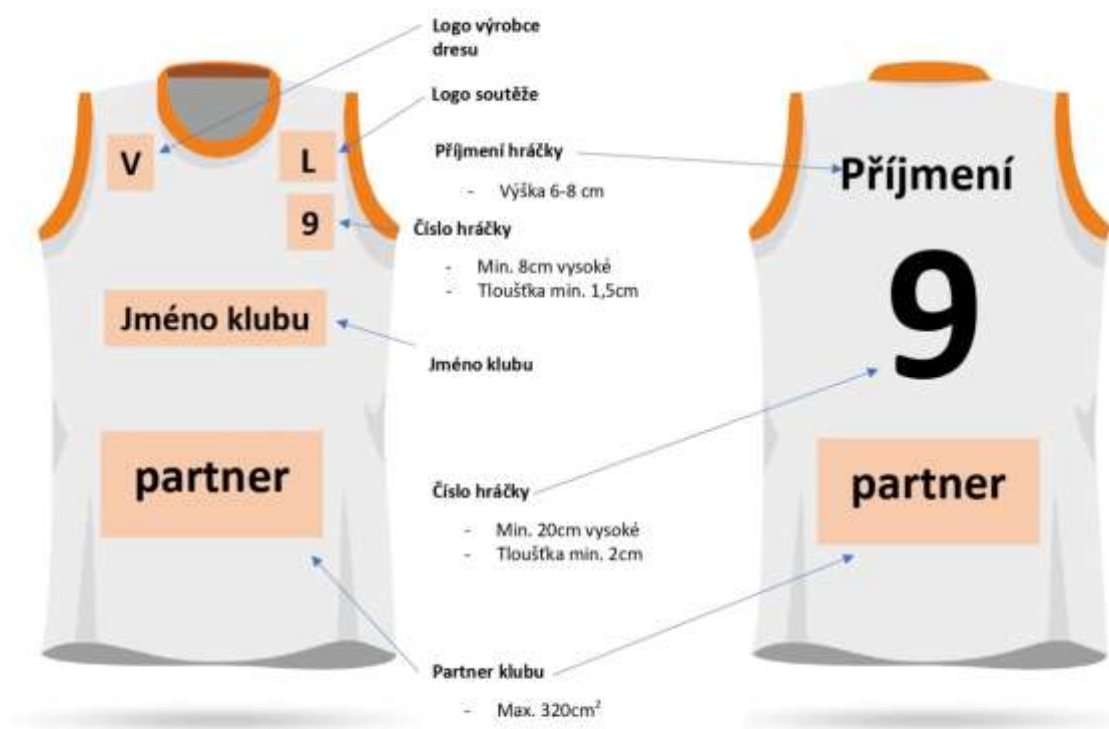 Logo výrobce
dresu
Logo soutěže
Příjmení hráčky
- Výška 6-8 cm
Číslo hráčky
- Min. 8cm vysoké
- Tloušťka min. 1,5cm
Jméno klubu
Číslo hráčky
- Min. 20cm vysoké
- Tloušťka min. 2cm
Partner klubu
- Max. 320cm²
V
L
9
Jméno klubu
partner
Příjmení
9
partner